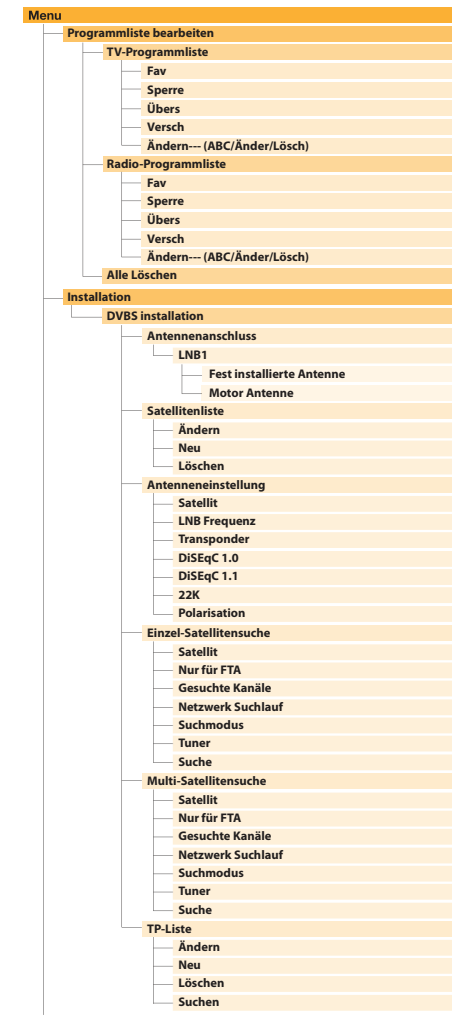 Menu
Programmliste bearbeiten
TV-Programmliste
Fav
Sperre
Übers
Versch
Ändern--- (ABC/Änder/Lösch)
Radio-Programmliste
Fav
Sperre
Übers
Versch
Ändern--- (ABC/Änder/Lösch)
Alle Löschen
Installation
DVBS installation
Antennenanschluss
LNB1
Fest installierte Antenne
Motor Antenne
Satellitenliste
Ändern
Neu
Löschen
Antenneneinstellung
Satellit
LNB Frequenz
Transponder
DiSEqC 1.0
DiSEqC 1.1
22K
Polarisation
Einzel-Satellitensuche
Satellit
Nur für FTA
Gesuchte Kanäle
Netzwerk Suchlauf
Suchmodus
Tuner
Suche
Multi-Satellitensuche
Satellit
Nur für FTA
Gesuchte Kanäle
Netzwerk Suchlauf
Suchmodus
Tuner
Suche
TP-Liste
Ändern
Neu
Löschen
Suchen